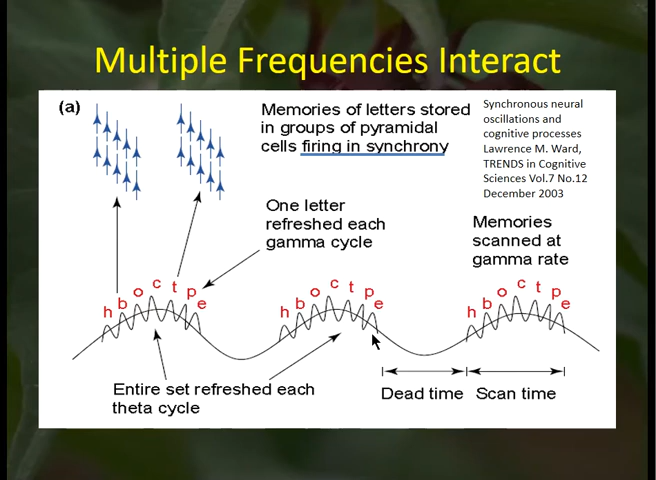 Multiple Frequencies Interact
(a)
Memories of letters stored
in groups of pyramidal
cells firing in synchrony
Synchronous neural
oscillations and
cognitive processes
Lawrence M. Ward,
TRENDS in Cognitive
Sciences Vol.7 No.12
December 2003
One letter
refreshed each
gamma cycle
Memories
scanned at
gamma rate
h b o c t p e
h b o c t p e
h b o c t p e
Entire set refreshed each
theta cycle
Dead time
Scan time